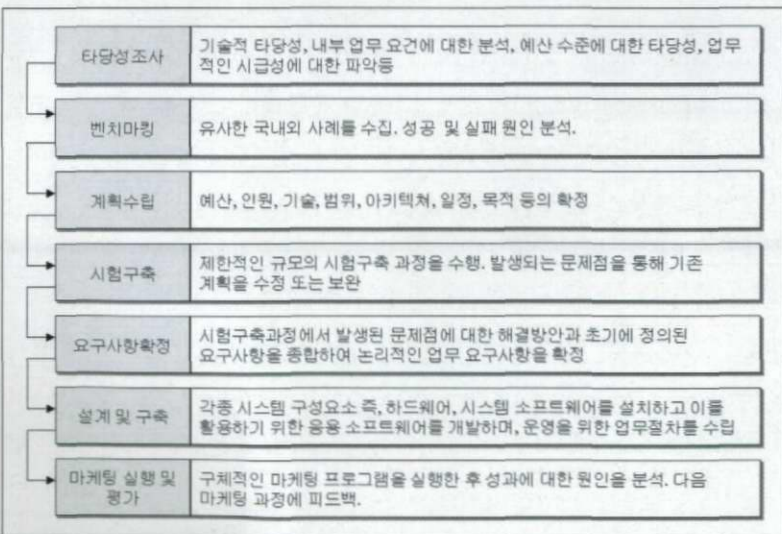 타당성조사
기술적 타당성, 내부 업무 요건에 대한 분석, 예산 수준에 대한 타당성, 업무
적인 시급성에 대한 파악등
벤치마킹
유사한 국내외 사례를 수집. 성공 및 실패 원인 분석.
계획수립
예산, 인원, 기술, 범위, 아키텍쳐, 일정, 목적 등의 확정
시험구축
제한적인 규모의 시험구축 과정을 수행. 발생되는 문제점을 통해 기존
계획을 수정 또는 보완
요구사항확정
시험구축과정에서 발생된 문제점에 대한 해결방안과 초기에 정의된
요구사항을 종합하여 논리적인 업무 요구사항을 확정
설계 및 구축
각종 시스템 구성요소 즉, 하드웨어, 시스템 소프트웨어를 설치하고 이를
활용하기 위한 응용 소프트웨어를 개발하며, 운영을 위한 업무절차를 수립
마케팅 실행 및
평가
구체적인 마케팅 프로그램을 실행한 후 성과에 대한 원인을 분석. 다음
마케팅 과정에 피드백.